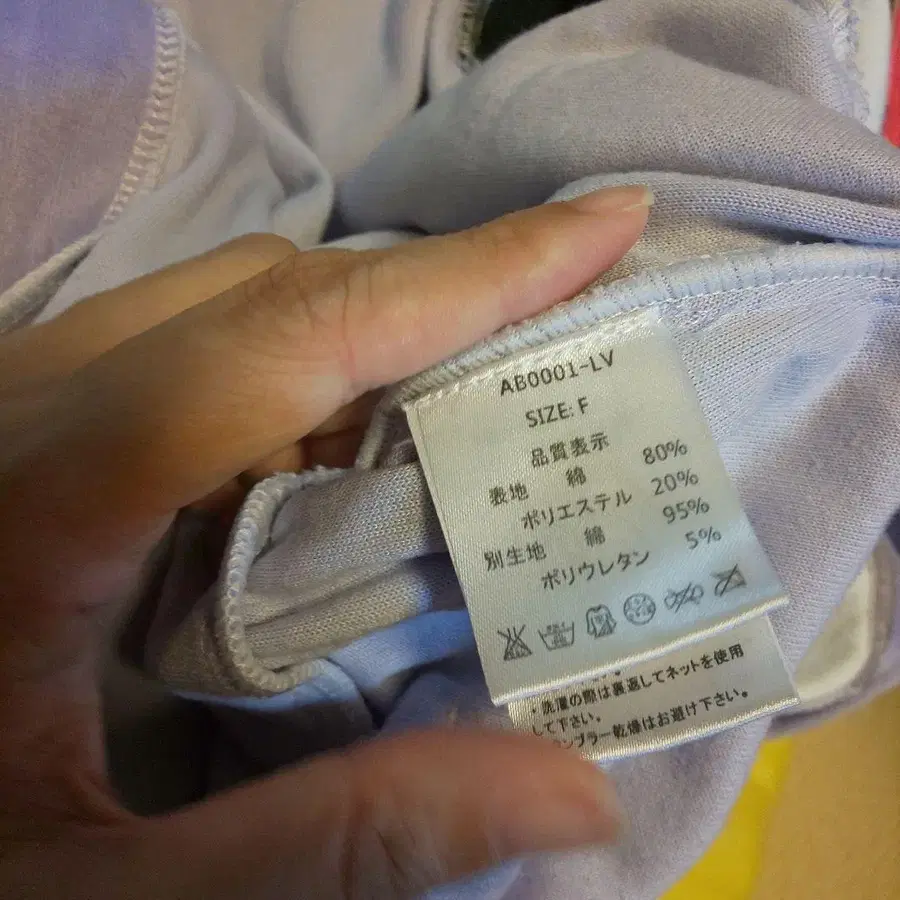 AB0001-LV
SIZE: F
品質表示
表地 綿 80%
ポリエステル 20%
別生地 綿 95%
ポリウレタン 5%
・洗濯の際は裏返してネットを使用
して下さい。
ンブラー乾燥はお避け下さい。